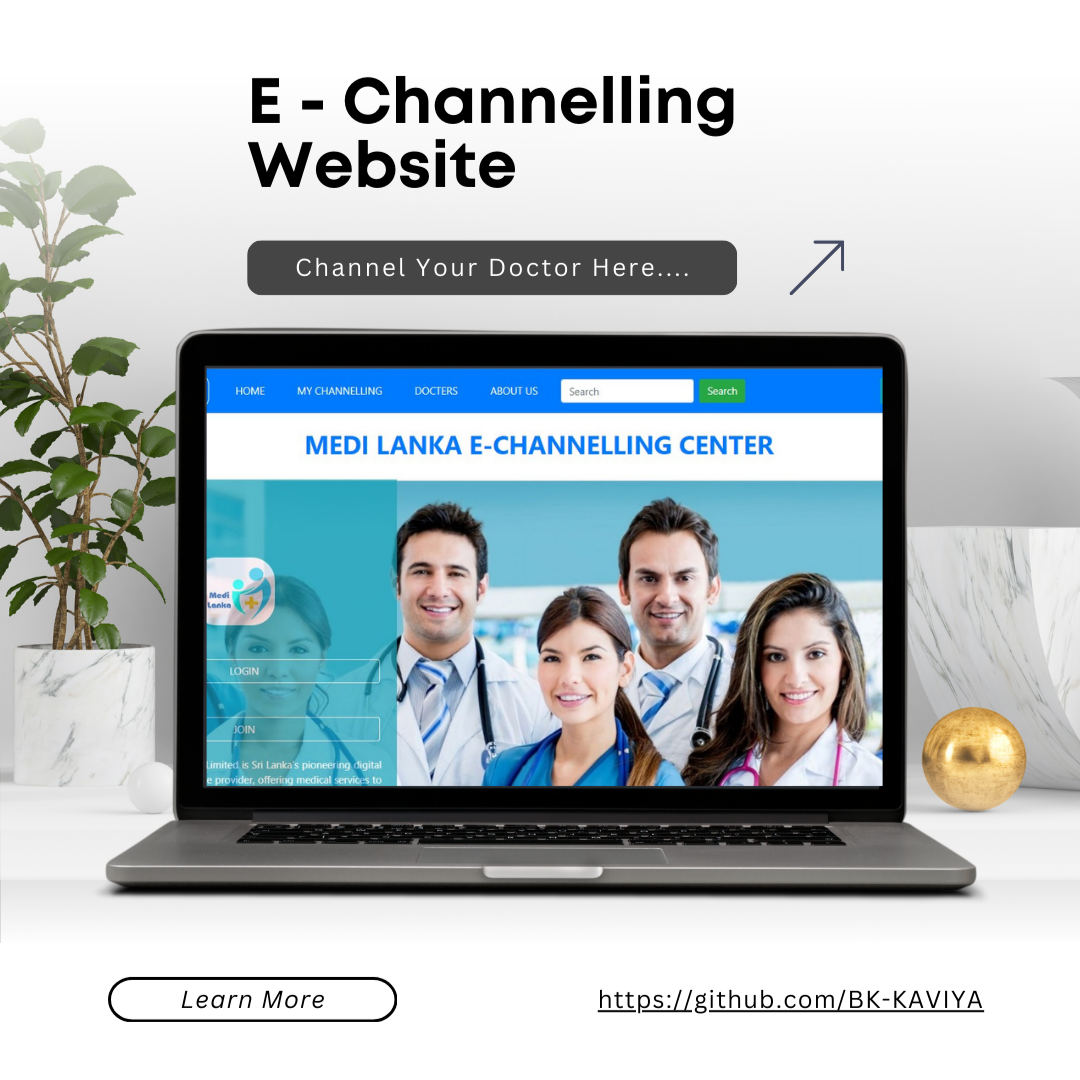 E - Channelling
Website
Channel Your Doctor Here....
HOME MY CHANNELLING DOCTERS ABOUT US Search Search
MEDI LANKA E-CHANNELLING CENTER
Medi
Lanka
LOGIN
JOIN
Limited is Sri Lanka's pioneering digital
e provider, offering medical services to
Learn More
https://github.com/BK-KAVIYA